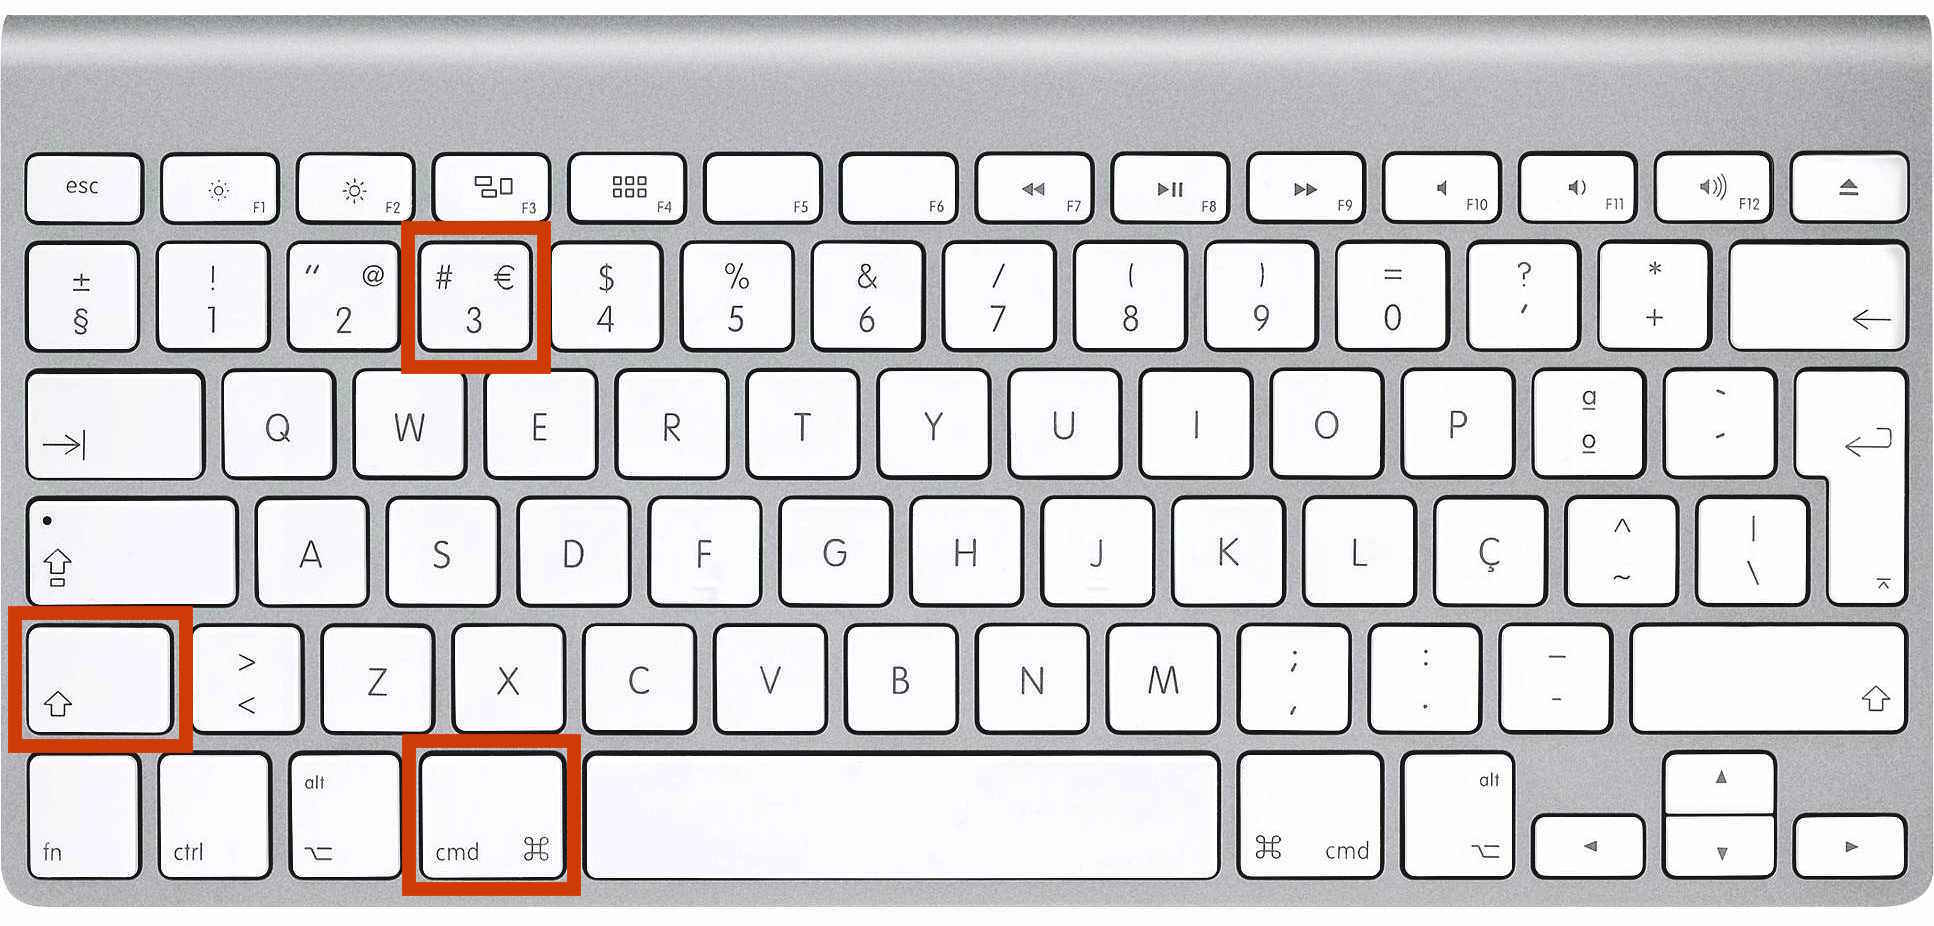 esc F1 F2 F3 F4 F5 F6 F7 F8 F9 F10 F11 F12
± ! “ @ # € $ % & / ( ) = ? *
§ 1 2 3 4 5 6 7 8 9 0 ' +
Q W E R T Y U I O P ª º ` ´
A S D F G H J K L Ç ^ ~ | \
> < Z X C V B N M ; , : . _ -
fn ctrl alt ⌥ cmd ⌘ ⌘ cmd alt ⌥